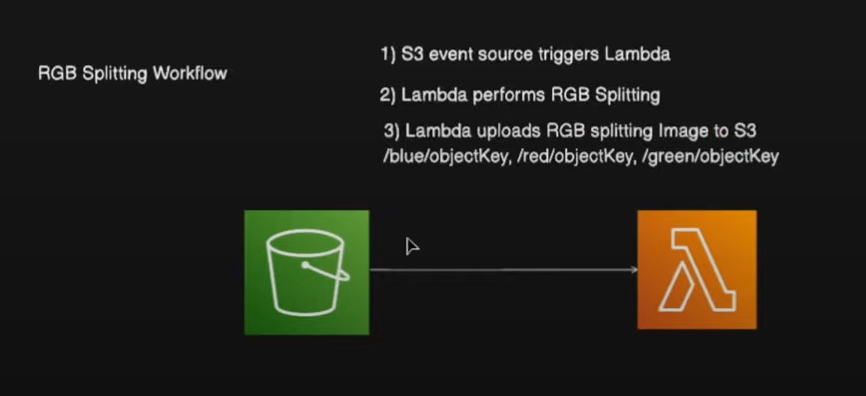 RGB Splitting Workflow
1) S3 event source triggers Lambda
2) Lambda performs RGB Splitting
3) Lambda uploads RGB splitting Image to S3
/blue/objectKey, /red/objectKey, /green/objectKey